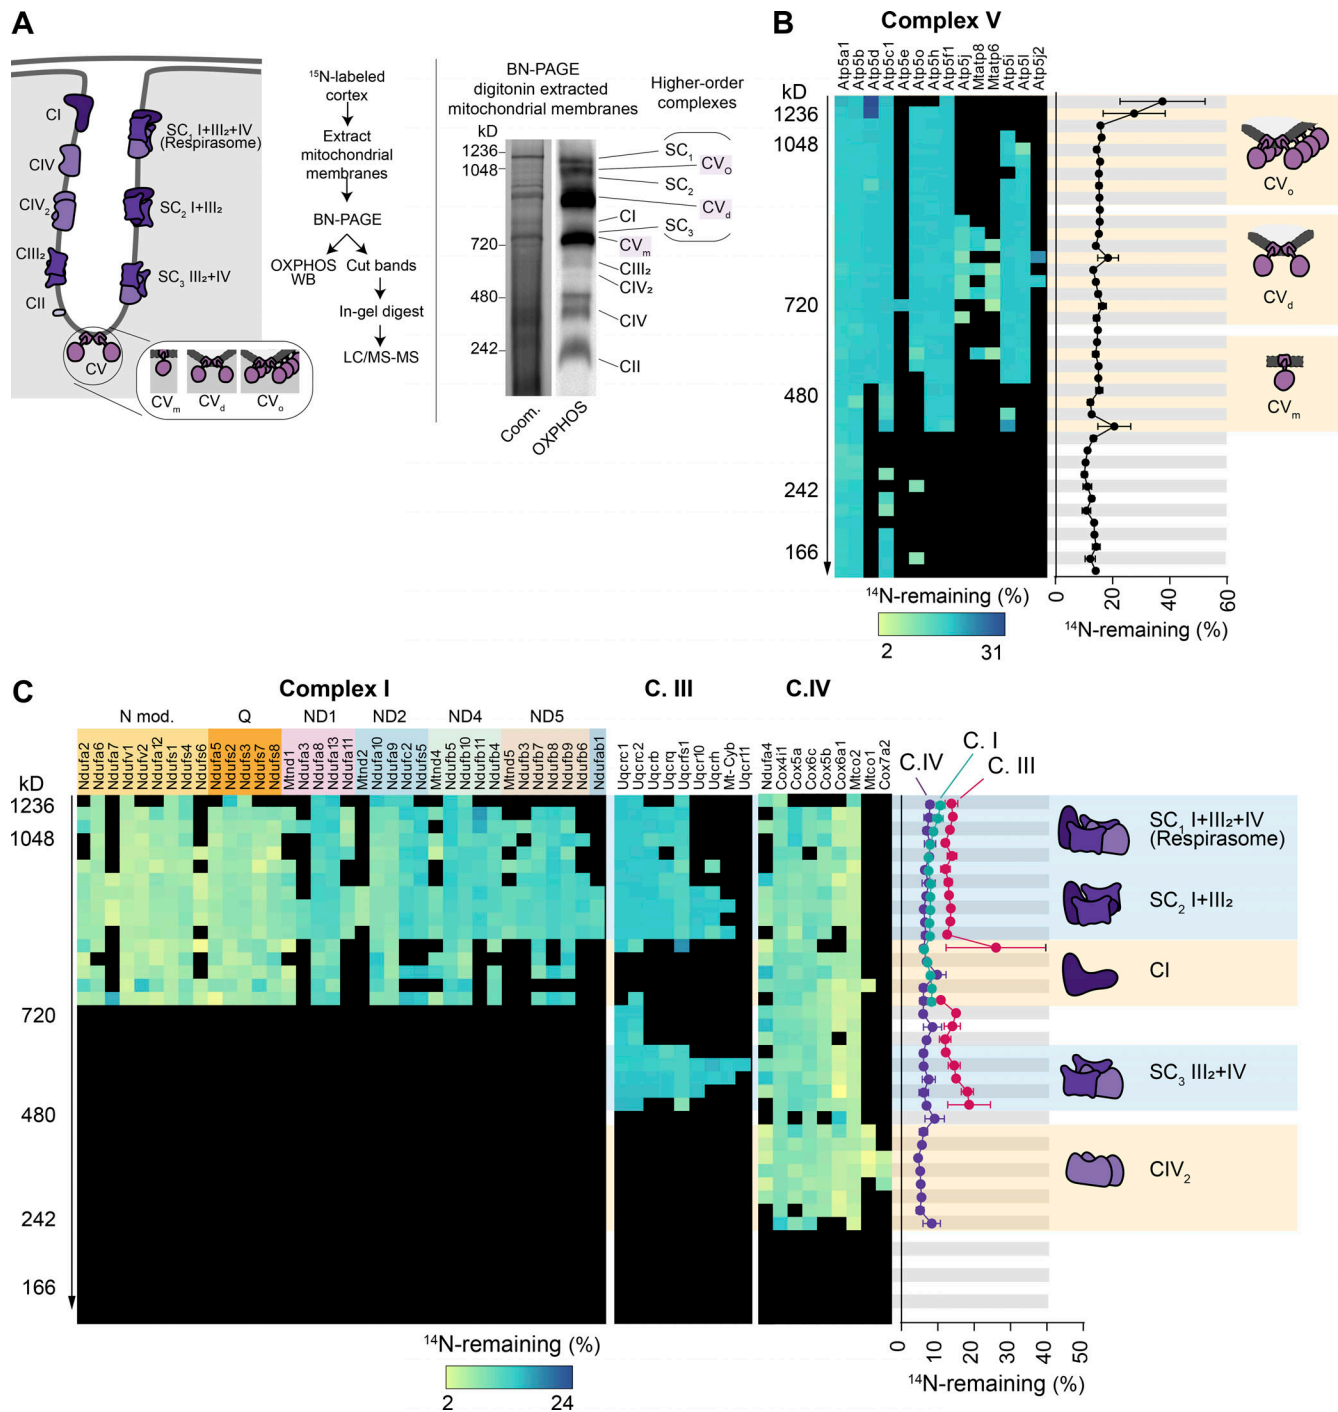 A
CI
CIV
CIV₂
CIII₂
CII
CV
SC₁ I+III₂+IV
(Respirasome)
SC₂ I+III₂
SC₃ III₂+IV
CVₘ
CV_d
CVₒ
¹⁵N-labeled
cortex
Extract
mitochondrial
membranes
BN-PAGE
OXPHOS
WB
Cut bands
In-gel digest
LC/MS-MS
BN-PAGE
digitonin extracted
mitochondrial membranes
Higher-order
complexes
kD
1236
1048
720
480
242
SC₁
CVₒ
SC₂
CV_d
CI
SC₃
CVₘ
CIII₂
CIV₂
CIV
CII
Coom.
OXPHOS
B
Complex V
Atp5a1
Atp5b
Atp5d
Atp5c1
Atp5e
Atp5o
Atp5h
Atp5f1
Atp5j
Mtatp8
Mtatp6
Atp5i
Atp5l
Atp5j2
kD
1236
1048
720
480
242
166
CVₒ
CV_d
CVₘ
0
20
40
60
¹⁴N-remaining (%)
¹⁴N-remaining (%)
2
31
C
Complex I
C. III
C.IV
N mod.
Q
ND1
ND2
ND4
ND5
Ndufa2
Ndufa6
Ndufa7
Ndufv1
Ndufv2
Ndufa12
Ndufs1
Ndufs4
Ndufs6
Ndufa5
Ndufs2
Ndufs3
Ndufs7
Ndufs8
Mtnd1
Ndufa3
Ndufa8
Ndufa13
Ndufa11
Mtnd2
Ndufa10
Ndufa9
Ndufc2
Ndufs5
Mtnd4
Ndufb5
Ndufb10
Ndufb11
Ndufb4
Mtnd5
Ndufb3
Ndufb7
Ndufb8
Ndufb9
Ndufb6
Ndufab1
Uqcrc1
Uqcrc2
Uqcrb
Uqcrq
Uqcrfs1
Uqcr10
Uqcrh
Mt-Cyb
Uqcr11
Ndufa4
Cox4i1
Cox5a
Cox6c
Cox5b
Cox6a1
Mtco2
Mtco1
Cox7a2
kD
1236
1048
720
480
242
166
C.IV
C. I
C. III
SC₁ I+III₂+IV
(Respirasome)
SC₂ I+III₂
CI
SC₃ III₂+IV
CIV₂
0
10
20
30
40
50
¹⁴N-remaining (%)
¹⁴N-remaining (%)
2
24